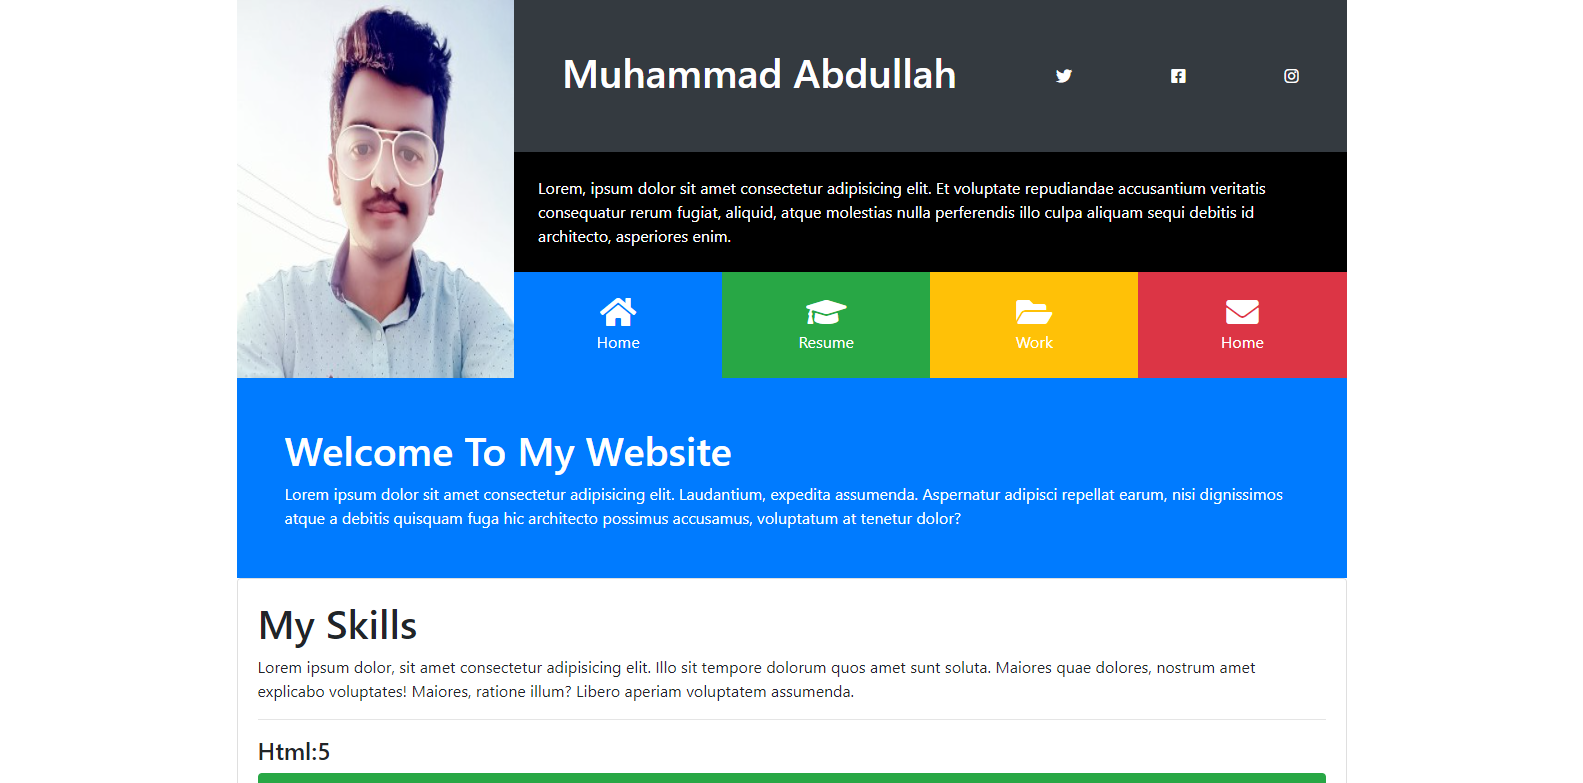 Muhammad Abdullah
Lorem, ipsum dolor sit amet consectetur adipisicing elit. Et voluptate repudiandae accusantium veritatis
consequatur rerum fugiat, aliquid, atque molestias nulla perferendis illo culpa aliquam sequi debitis id
architecto, asperiores enim.
Home
Resume
Work
Home
Welcome To My Website
Lorem ipsum dolor sit amet consectetur adipisicing elit. Laudantium, expedita assumenda. Aspernatur adipisci repellat earum, nisi dignissimos
atque a debitis quisquam fuga hic architecto possimus accusamus, voluptatum at tenetur dolor?
My Skills
Lorem ipsum dolor, sit amet consectetur adipisicing elit. Illo sit tempore dolorum quos amet sunt soluta. Maiores quae dolores, nostrum amet
explicabo voluptates! Maiores, ratione illum? Libero aperiam voluptatem assumenda.
Html:5